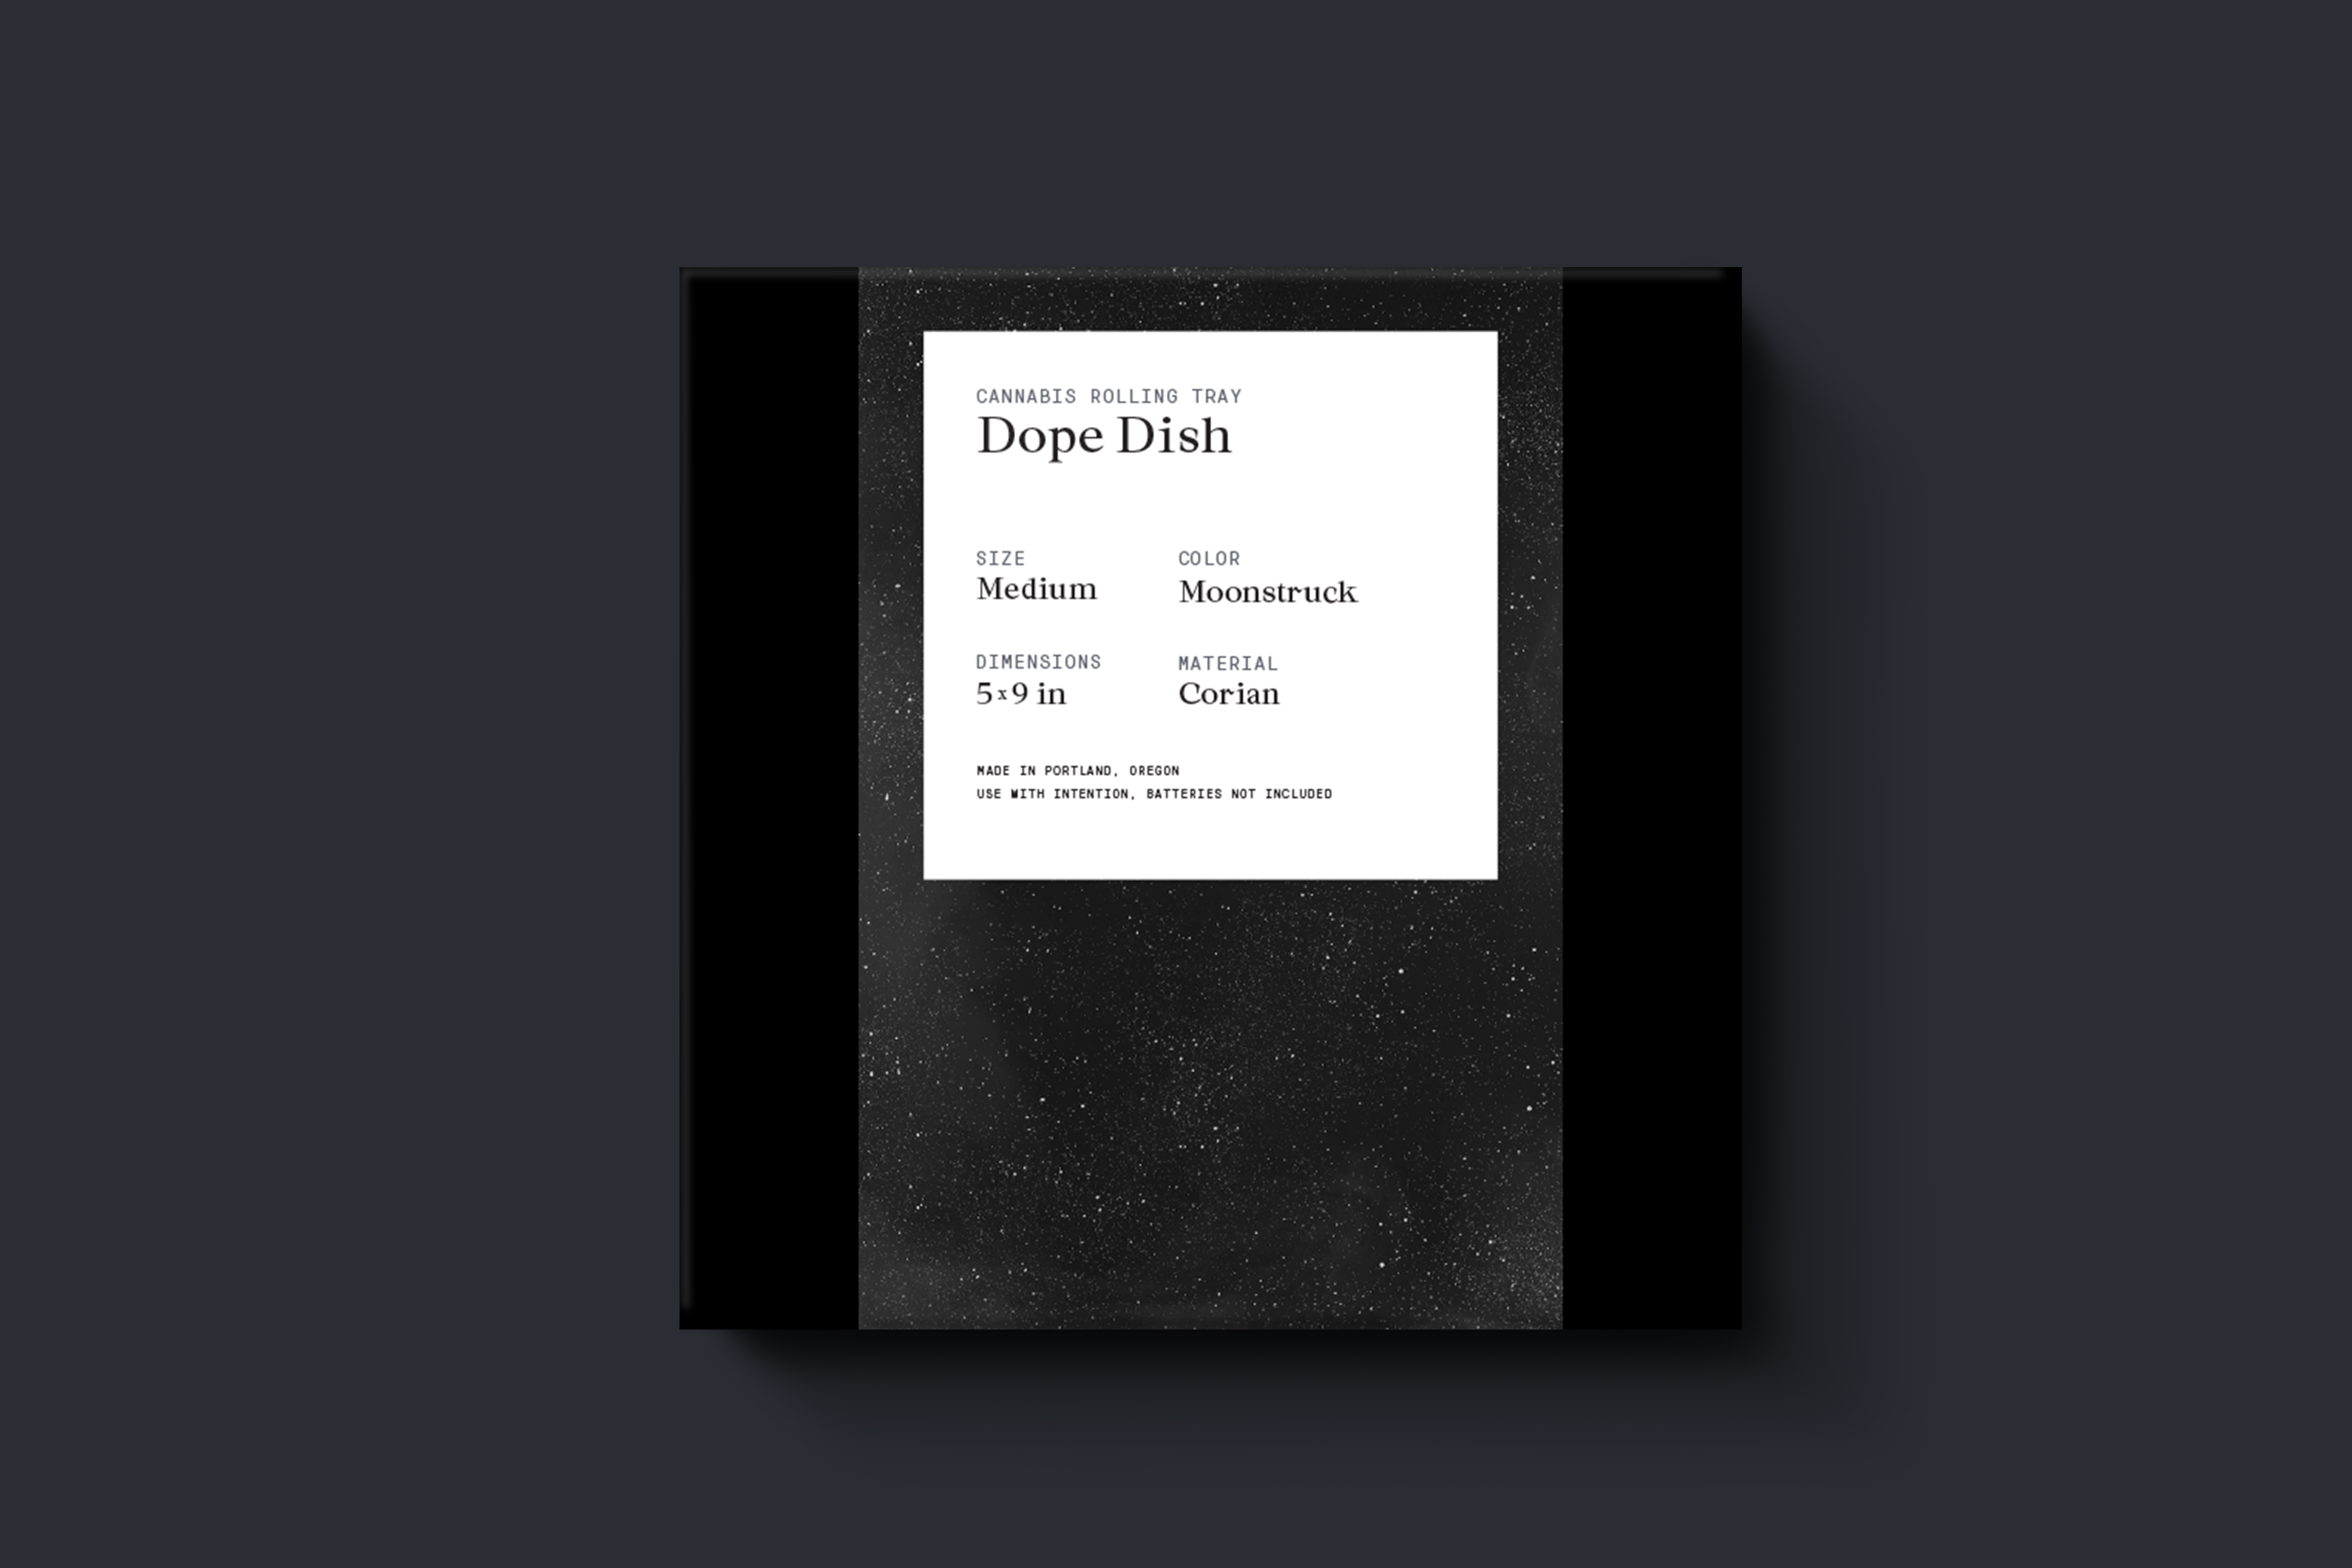 CANNABIS ROLLING TRAY
Dope Dish
SIZE
Medium
COLOR
Moonstruck
DIMENSIONS
5 x 9 in
MATERIAL
Corian
MADE IN PORTLAND, OREGON
USE WITH INTENTION, BATTERIES NOT INCLUDED